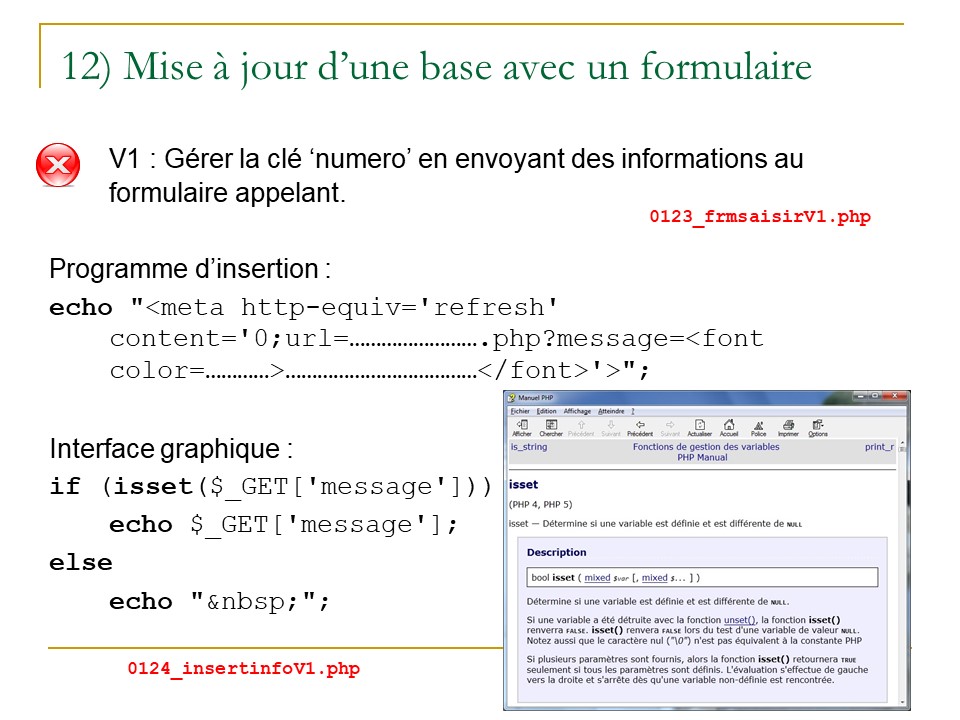 12) Mise à jour d’une base avec un formulaire
V1 : Gérer la clé ‘numero’ en envoyant des informations au
formulaire appelant.
0123_frmsaisirV1.php
Programme d’insertion :
echo "<meta http-equiv='refresh'
content='0;url=…………………….php?message=<font
color=…………>………………………………</font>'>";
Interface graphique :
if (isset($_GET['message']))
echo $_GET['message'];
else
echo "&nbsp;";
0124_insertinfoV1.php
Manuel PHP
Fichier Edition Affichage Atteindre ?
Afficher Chercher Précédent Suivant Précédent Suivant Actualiser Accueil Police Imprimer Options
is_string Fonctions de gestion des variables print_r
PHP Manual
isset
(PHP 4, PHP 5)
isset — Détermine si une variable est définie et est différente de NULL
Description
bool isset ( mixed $var [, mixed $... ] )
Détermine si une variable est définie et est différente de NULL.
Si une variable a été détruite avec la fonction unset(), la fonction isset()
renverra FALSE. isset() renvera FALSE lors du test d'une variable de valeur NULL.
Notez aussi que le caractère nul ("\0") n'est pas équivalent à la constante PHP
Si plusieurs paramètres sont fournis, alors la fonction isset() retournera TRUE
seulement si tous les paramètres sont définis. L'évaluation s'effectue de gauche
vers la droite et s'arrête dès qu'une variable non-définie est rencontrée.